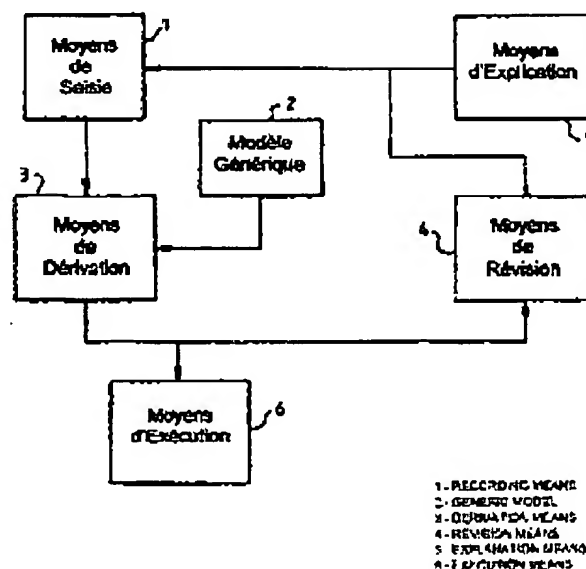 1
Moyens
de
Saisie
Moyens
d'Explication
2
Modèle
Générique
3
Moyens
de
Dérivation
4
Moyens
de
Révision
6
Moyens
d'Exécution
1-RECORDING MEANS
2-GENERIC MODEL
3-DERIVATION MEANS
4-REVISION MEANS
5 EXPLANATION MEANS
6-EXECUTION MEANS